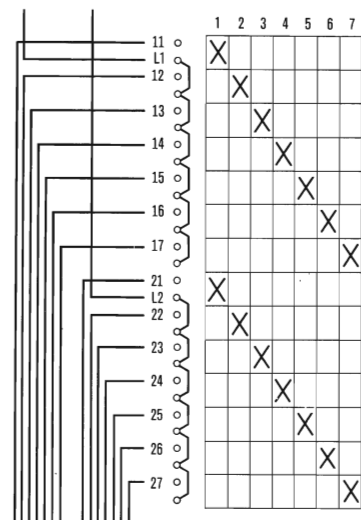 1 2 3 4 5 6 7
11 X
L1
12 X
13 X
14 X
15 X
16 X
17 X
21 X
L2
22 X
23 X
24 X
25 X
26 X
27 X